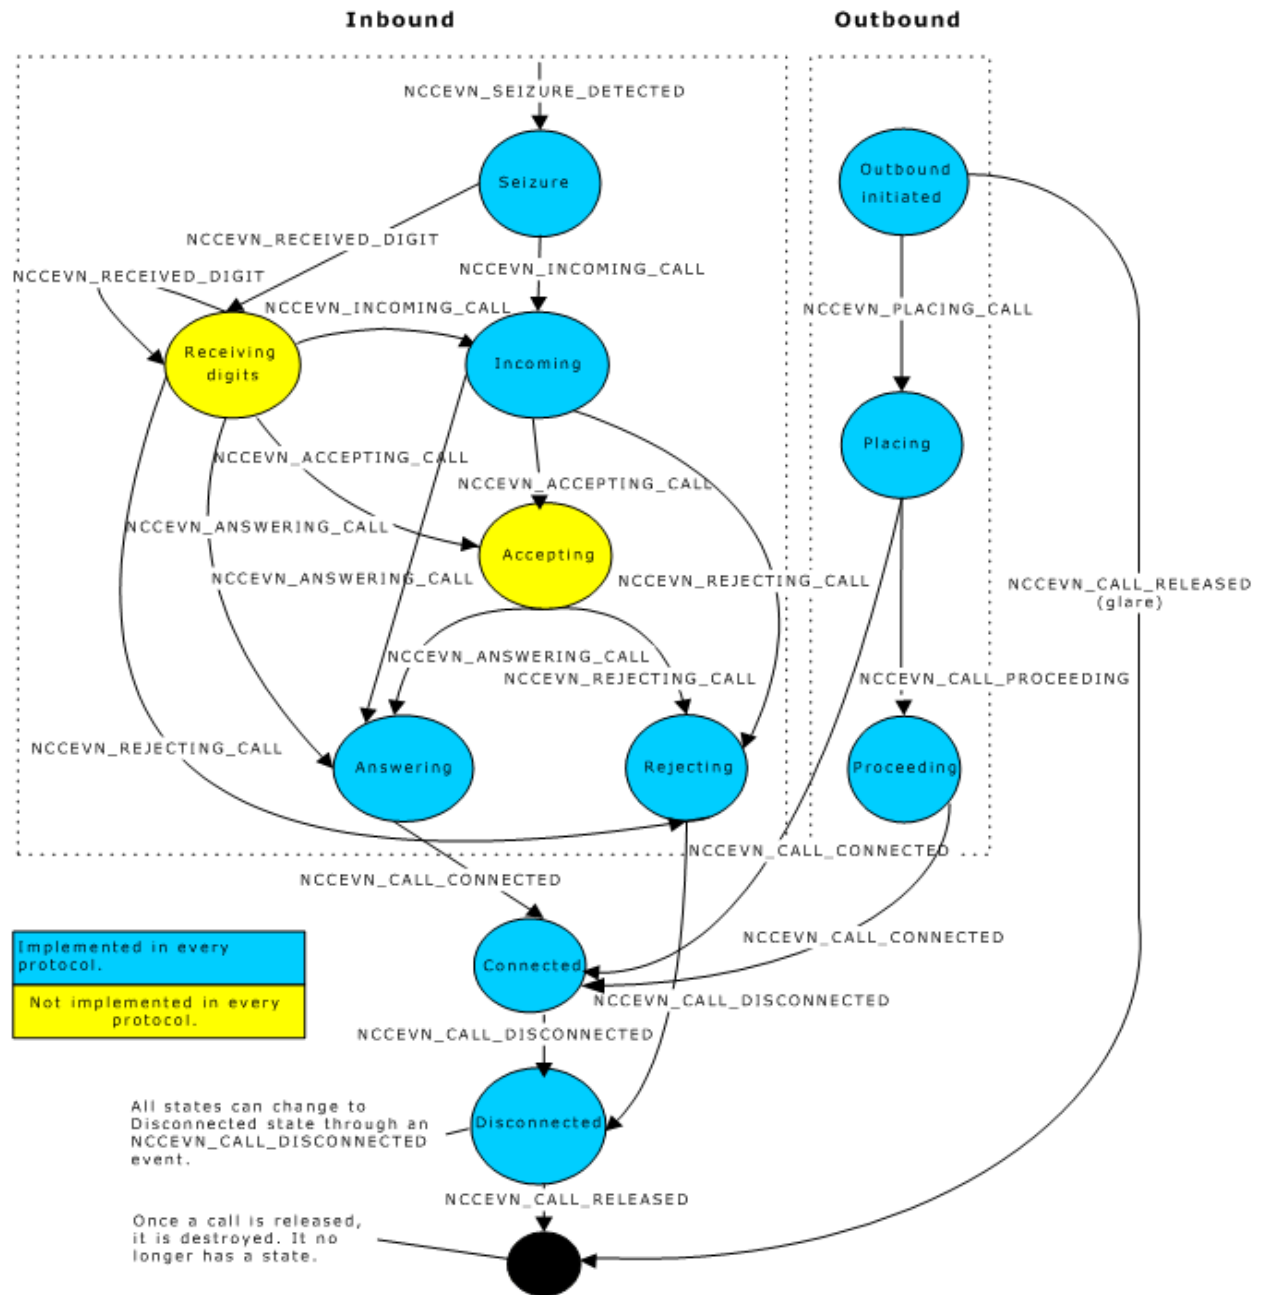 Inbound
Outbound
NCCEVN_SEIZURE_DETECTED
Seizure
Outbound
initiated
NCCEVN_RECEIVED_DIGIT
NCCEVN_RECEIVED_DIGIT
NCCEVN_INCOMING_CALL
NCCEVN_INCOMING_CALL
NCCEVN_PLACING_CALL
Receiving
digits
Incoming
Placing
NCCEVN_ACCEPTING_CALL
NCCEVN_ACCEPTING_CALL
NCCEVN_ANSWERING_CALL
Accepting
NCCEVN_ANSWERING_CALL
NCCEVN_REJECTING_CALL
NCCEVN_CALL_RELEASED
(glare)
NCCEVN_ANSWERING_CALL
NCCEVN_REJECTING_CALL
NCCEVN_CALL_PROCEEDING
NCCEVN_REJECTING_CALL
Answering
Rejecting
Proceeding
NCCEVN_CALL_CONNECTED
NCCEVN_CALL_CONNECTED
NCCEVN_CALL_CONNECTED
Implemented in every
protocol.
Not implemented in every
protocol.
Connected
NCCEVN_CALL_DISCONNECTED
NCCEVN_CALL_DISCONNECTED
All states can change to
Disconnected state through an
NCCEVN_CALL_DISCONNECTED
event.
Disconnected
NCCEVN_CALL_RELEASED
Once a call is released,
it is destroyed. It no
longer has a state.